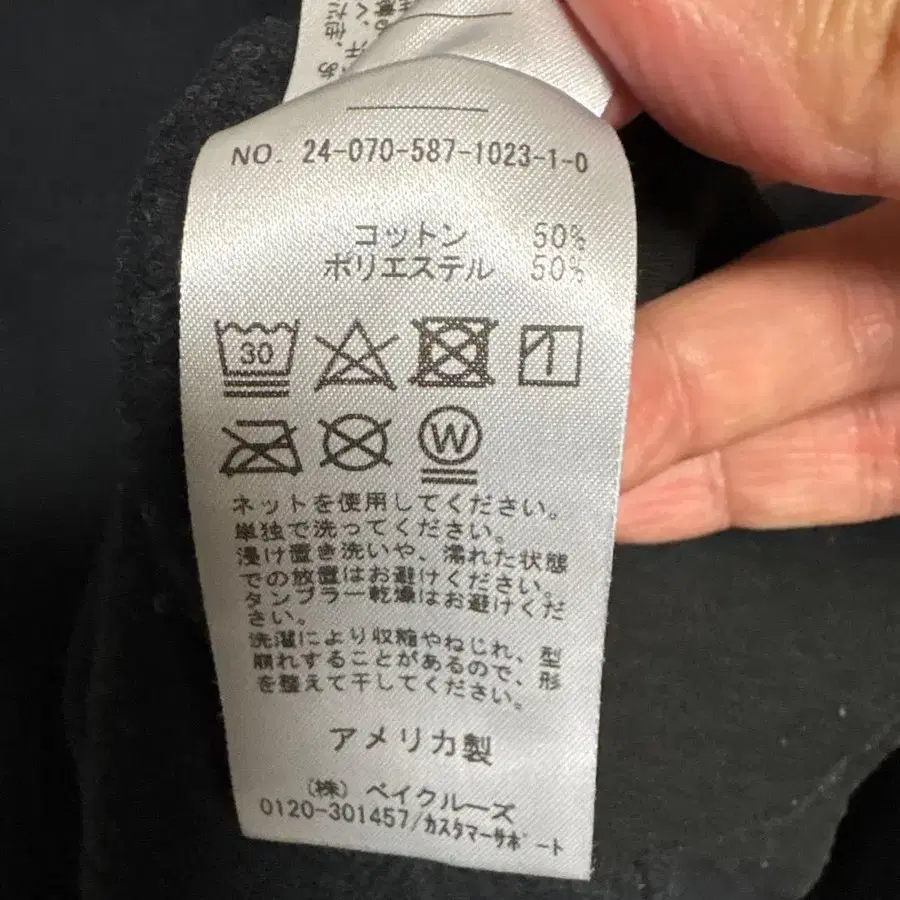 NO. 24-070-587-1023-1-0
コットン 50%
ポリエステル 50%
30
W
ネットを使用してください。
単独で洗ってください。
浸け置き洗いや、濡れた状態
での放置はお避けください。
タンブラー乾燥はお避けくだ
さい。
洗濯により収縮やねじれ、型
崩れすることがあるので、形
を整えて干してください。
アメリカ製
(株) ベイクルーズ
0120-301457/カスタマーサポート